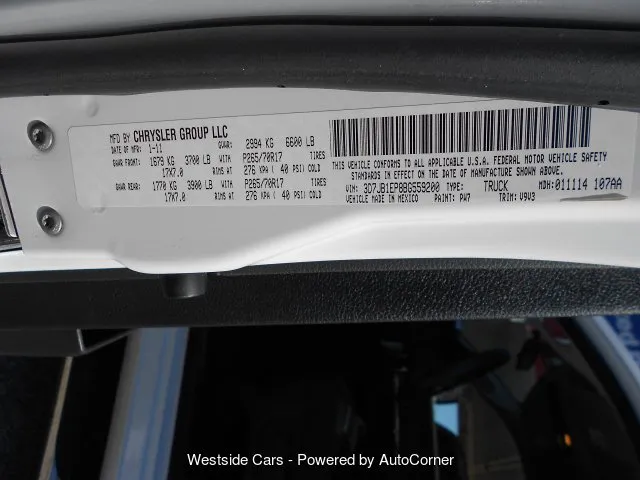 MFD BY CHRYSLER GROUP LLC
DATE OF MFR: 1-11 GVWR: 2994 KG 6600 LB
GAWR FRONT: 1679 KG 3700 LB WITH P265/70R17 TIRES
17X7.0 RIMS AT 276 KPA ( 40 PSI) COLD
GAWR REAR: 1770 KG 3900 LB WITH P265/70R17 TIRES
17X7.0 RIMS AT 276 KPA ( 40 PSI) COLD
THIS VEHICLE CONFORMS TO ALL APPLICABLE U.S.A. FEDERAL MOTOR VEHICLE SAFETY
STANDARDS IN EFFECT ON THE DATE OF MANUFACTURE SHOWN ABOVE.
VIN: 3D7JB1EP8BG559200 TYPE: TRUCK MDH: 011114 107AA
VEHICLE MADE IN MEXICO PAINT: PW7 TRIM: V9V3
Westside Cars - Powered by AutoCorner